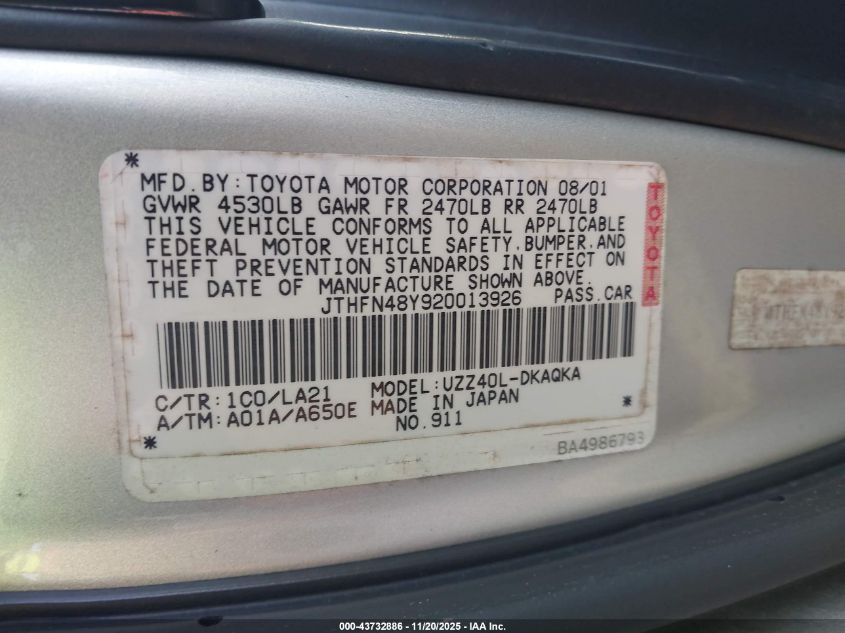 MFD.BY:TOYOTA MOTOR CORPORATION 08/01
GVWR 4530LB GAWR FR 2470LB RR 2470LB
THIS VEHICLE CONFORMS TO ALL APPLICABLE
FEDERAL MOTOR VEHICLE SAFETY,BUMPER,AND
THEFT PREVENTION STANDARDS IN EFFECT ON
THE DATE OF MANUFACTURE SHOWN ABOVE.
JTHFN48Y920013926 PASS.CAR
TOYOTA
C/TR:1C0/LA21 MODEL:UZZ40L-DKAQKA
A/TM:A01A/A650E MADE IN JAPAN
NO.911
BA4986793
000-43732886 - 11/20/2025 - IAA Inc.